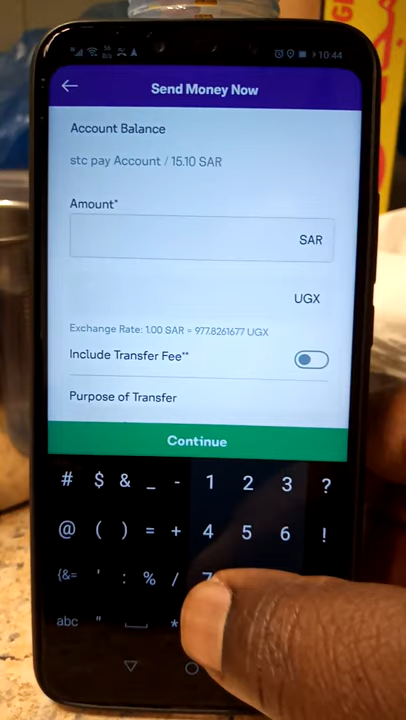 10:44
Send Money Now
Account Balance
stc pay Account / 15.10 SAR
Amount*
SAR
UGX
Exchange Rate: 1.00 SAR = 977.8261677 UGX
Include Transfer Fee**
Purpose of Transfer
Continue
# $ & _ - 1 2 3 ?
@ ( ) = + 4 5 6 !
{&= ' : % / 7
abc " *